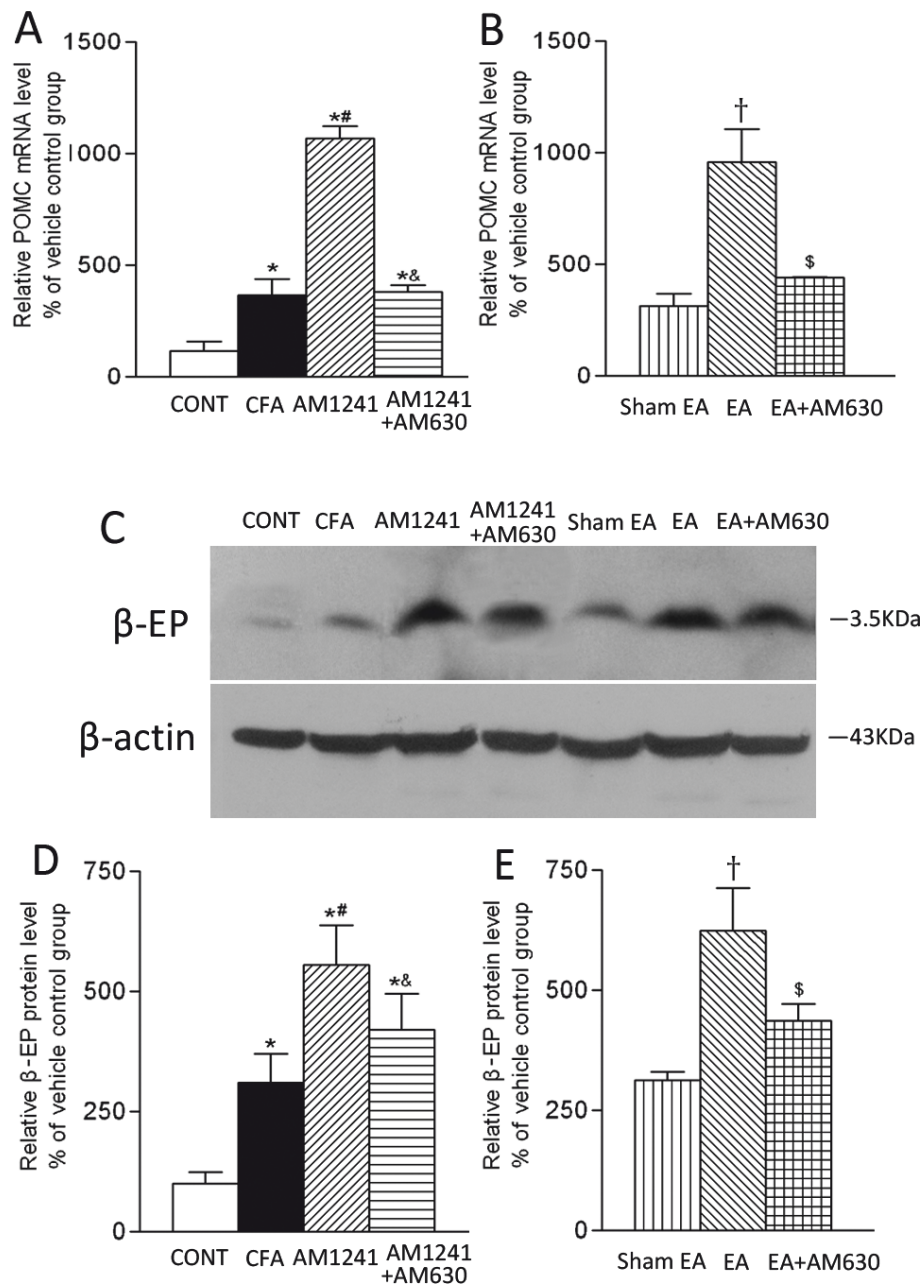 A
Relative POMC mRNA level
% of vehicle control group
1500
1000
500
0
*
*#
*&
CONT CFA AM1241 AM1241
+AM630
B
Relative POMC mRNA level
% of vehicle control group
1500
1000
500
0
†
$
Sham EA EA EA+AM630
C
CONT CFA AM1241 AM1241 Sham EA EA EA+AM630
+AM630
β-EP
—3.5KDa
β-actin
—43KDa
D
Relative β-EP protein level
% of vehicle control group
750
500
250
0
*
*#
*&
CONT CFA AM1241 AM1241
+AM630
E
Relative β-EP protein level
% of vehicle control group
750
500
250
0
†
$
Sham EA EA EA+AM630